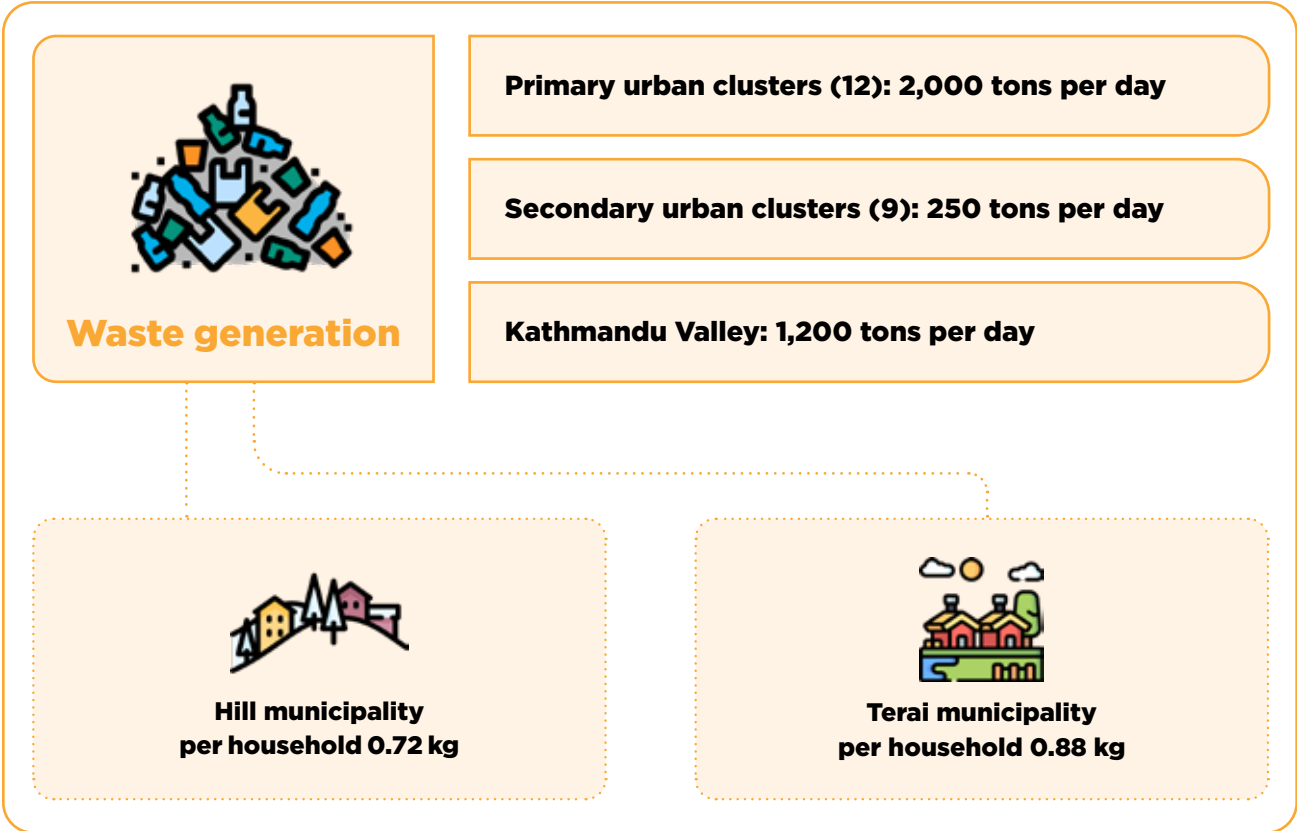 Waste generation
Primary urban clusters (12): 2,000 tons per day
Secondary urban clusters (9): 250 tons per day
Kathmandu Valley: 1,200 tons per day
Hill municipality
per household 0.72 kg
Terai municipality
per household 0.88 kg